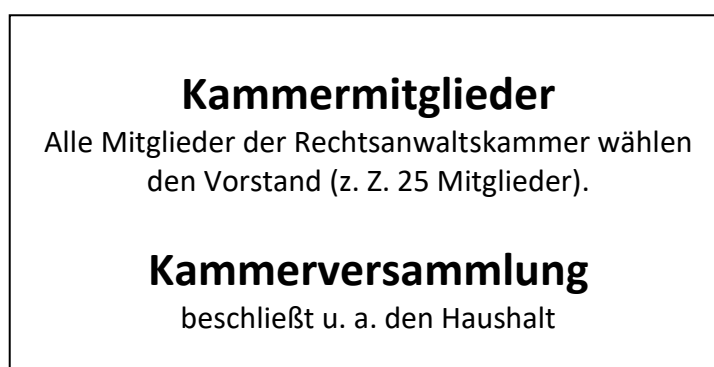 Kammermitglieder
Alle Mitglieder der Rechtsanwaltskammer wählen
den Vorstand (z. Z. 25 Mitglieder).
Kammerversammlung
beschließt u. a. den Haushalt